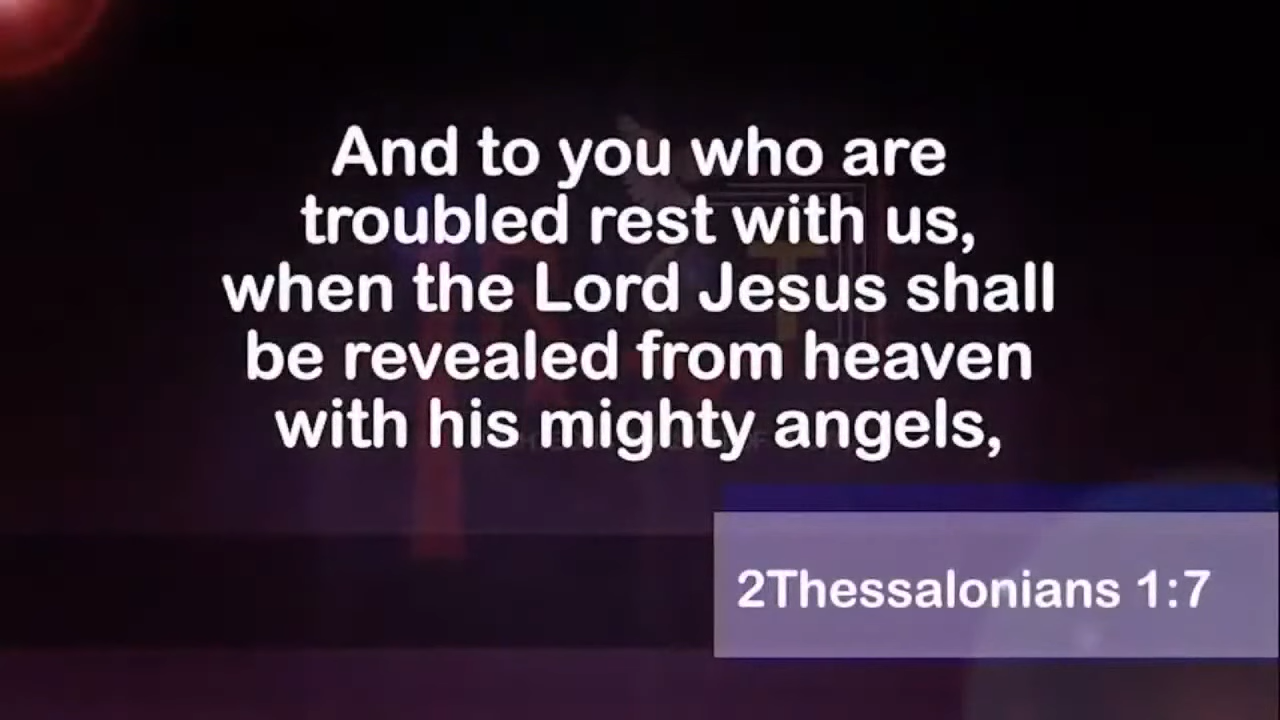 And to you who are
troubled rest with us,
when the Lord Jesus shall
be revealed from heaven
with his mighty angels,
2Thessalonians 1:7